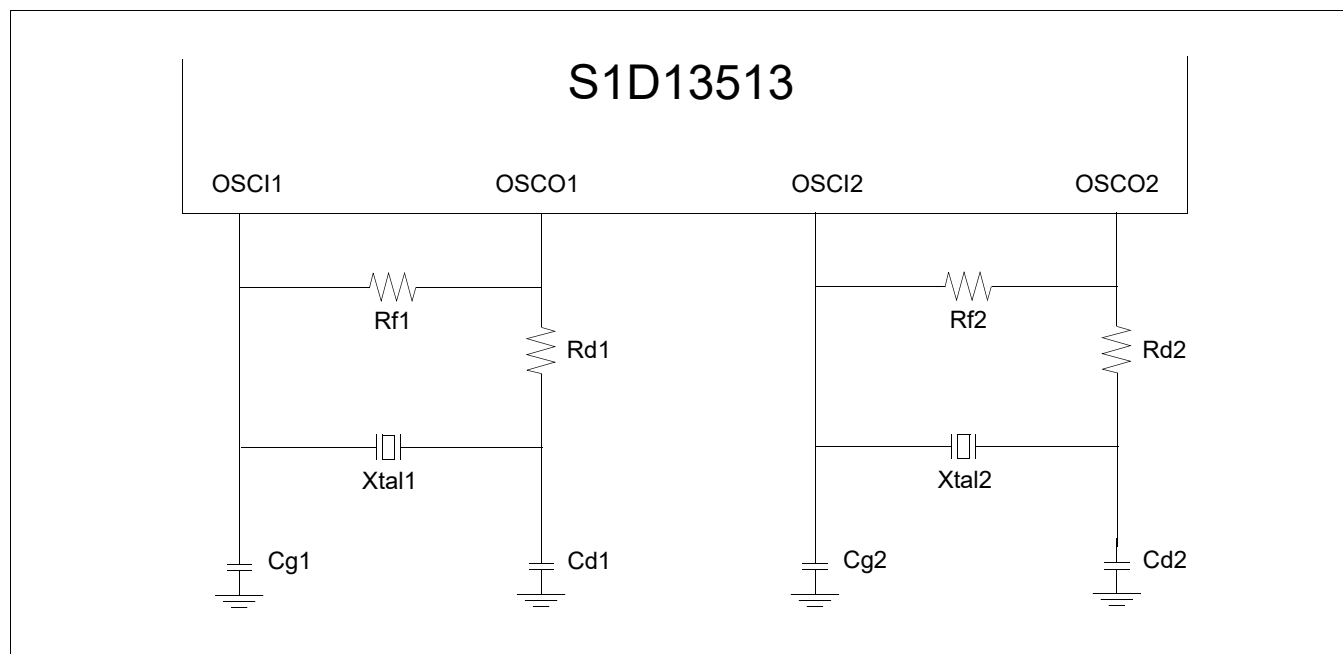 S1D13513
OSCI1 OSCO1 OSCI2 OSCO2
Rf1 Rf2
Rd1 Rd2
Xtal1 Xtal2
Cg1 Cd1 Cg2 Cd2